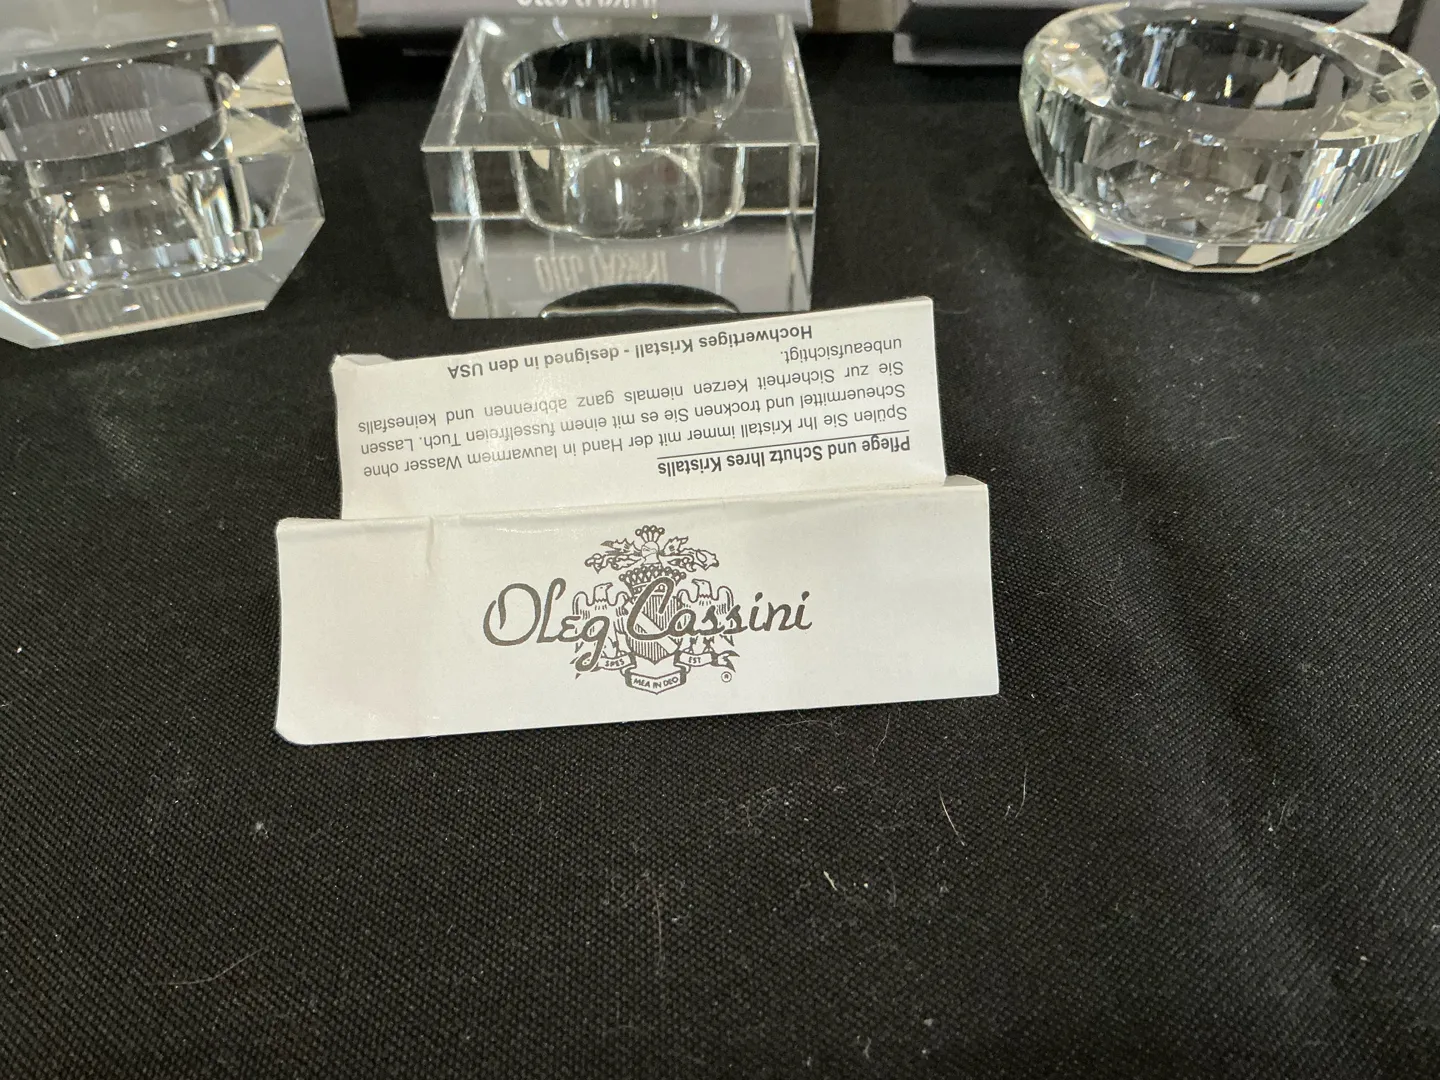 Pflege und Schutz Ihres Kristalls
Spülen Sie Ihr Kristall immer mit der Hand in lauwarmem Wasser ohne
Scheuermittel und trocknen Sie es mit einem fusselfreien Tuch. Lassen
Sie zur Sicherheit Kerzen niemals ganz abbrennen und keinesfalls
unbeaufsichtigt.
Hochwertiges Kristall - designed in den USA
Oleg Cassini
SPES EST
MEA IN DEO
®